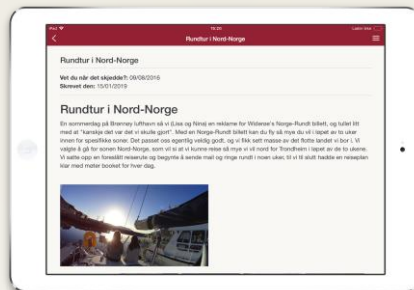 iPad 10:26
Rundtur i Nord-Norge
Rundtur i Nord-Norge
Vet du når det skjedde?: 09/08/2016
Skrevet den: 15/01/2019
Rundtur i Nord-Norge
En sommerdag på Brønnøy lufthavn så vi (Lisa og Nina) en reklame for Widerøe's Norge-Rundt billett, og tullet litt
med at "kanskje det var det vi skulle gjort". Med en Norge-Rundt billett kan du fly så mye du vil i løpet av to uker
innen for spesifikke soner. Det passet oss egentlig veldig godt, og vi fikk sett masse av det flotte landet vi bor i. Vi
valgte å gå for sonen Nord-Norge, som vil si at vi kunne reise så mye vi vil nord for Trondheim i løpet av de to ukene.
Vi satte opp en foreslått reiserute og begynte å sende mail og ringe rundt i noen uker, til vi til slutt hadde en reiseplan
klar med møter booket for hver dag.